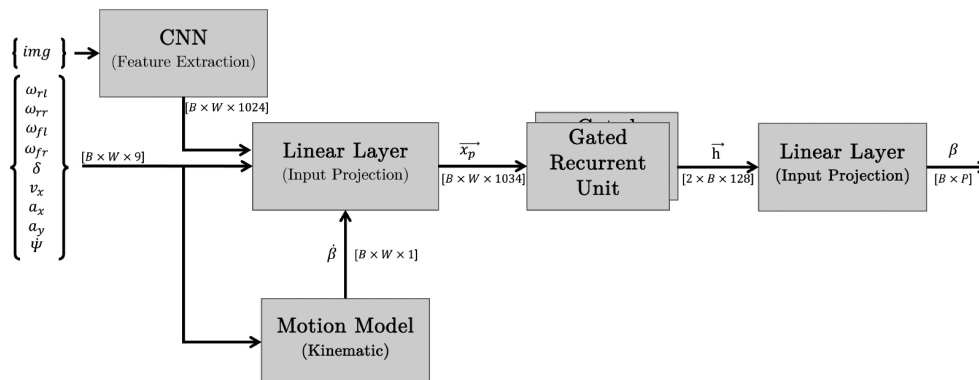 CNN
(Feature Extraction)
{ img }
[B × W × 1024]
ω_rl
ω_rr
ω_fl
ω_fr
δ
v_x
a_x
a_y
ψ̇
[B × W × 9]
Linear Layer
(Input Projection)
x_p→
[B × W × 1034]
Gated
Gated
Recurrent
Unit
h→
[2 × B × 128]
Linear Layer
(Input Projection)
β
[B × P]
β̇ [B × W × 1]
Motion Model
(Kinematic)